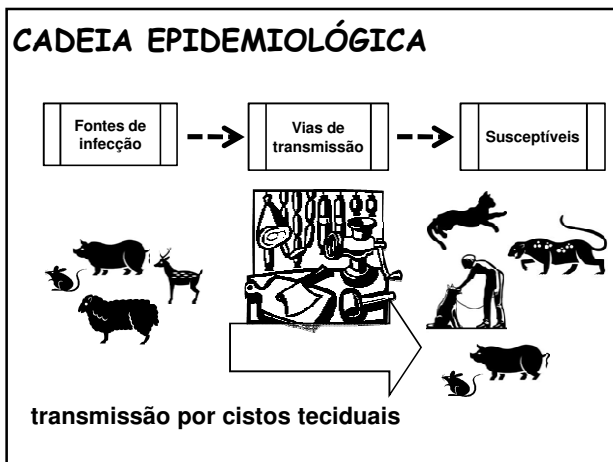 CADEIA EPIDEMIOLÓGICA
Fontes de
infecção
Vias de
transmissão
Susceptíveis
transmissão por cistos teciduais